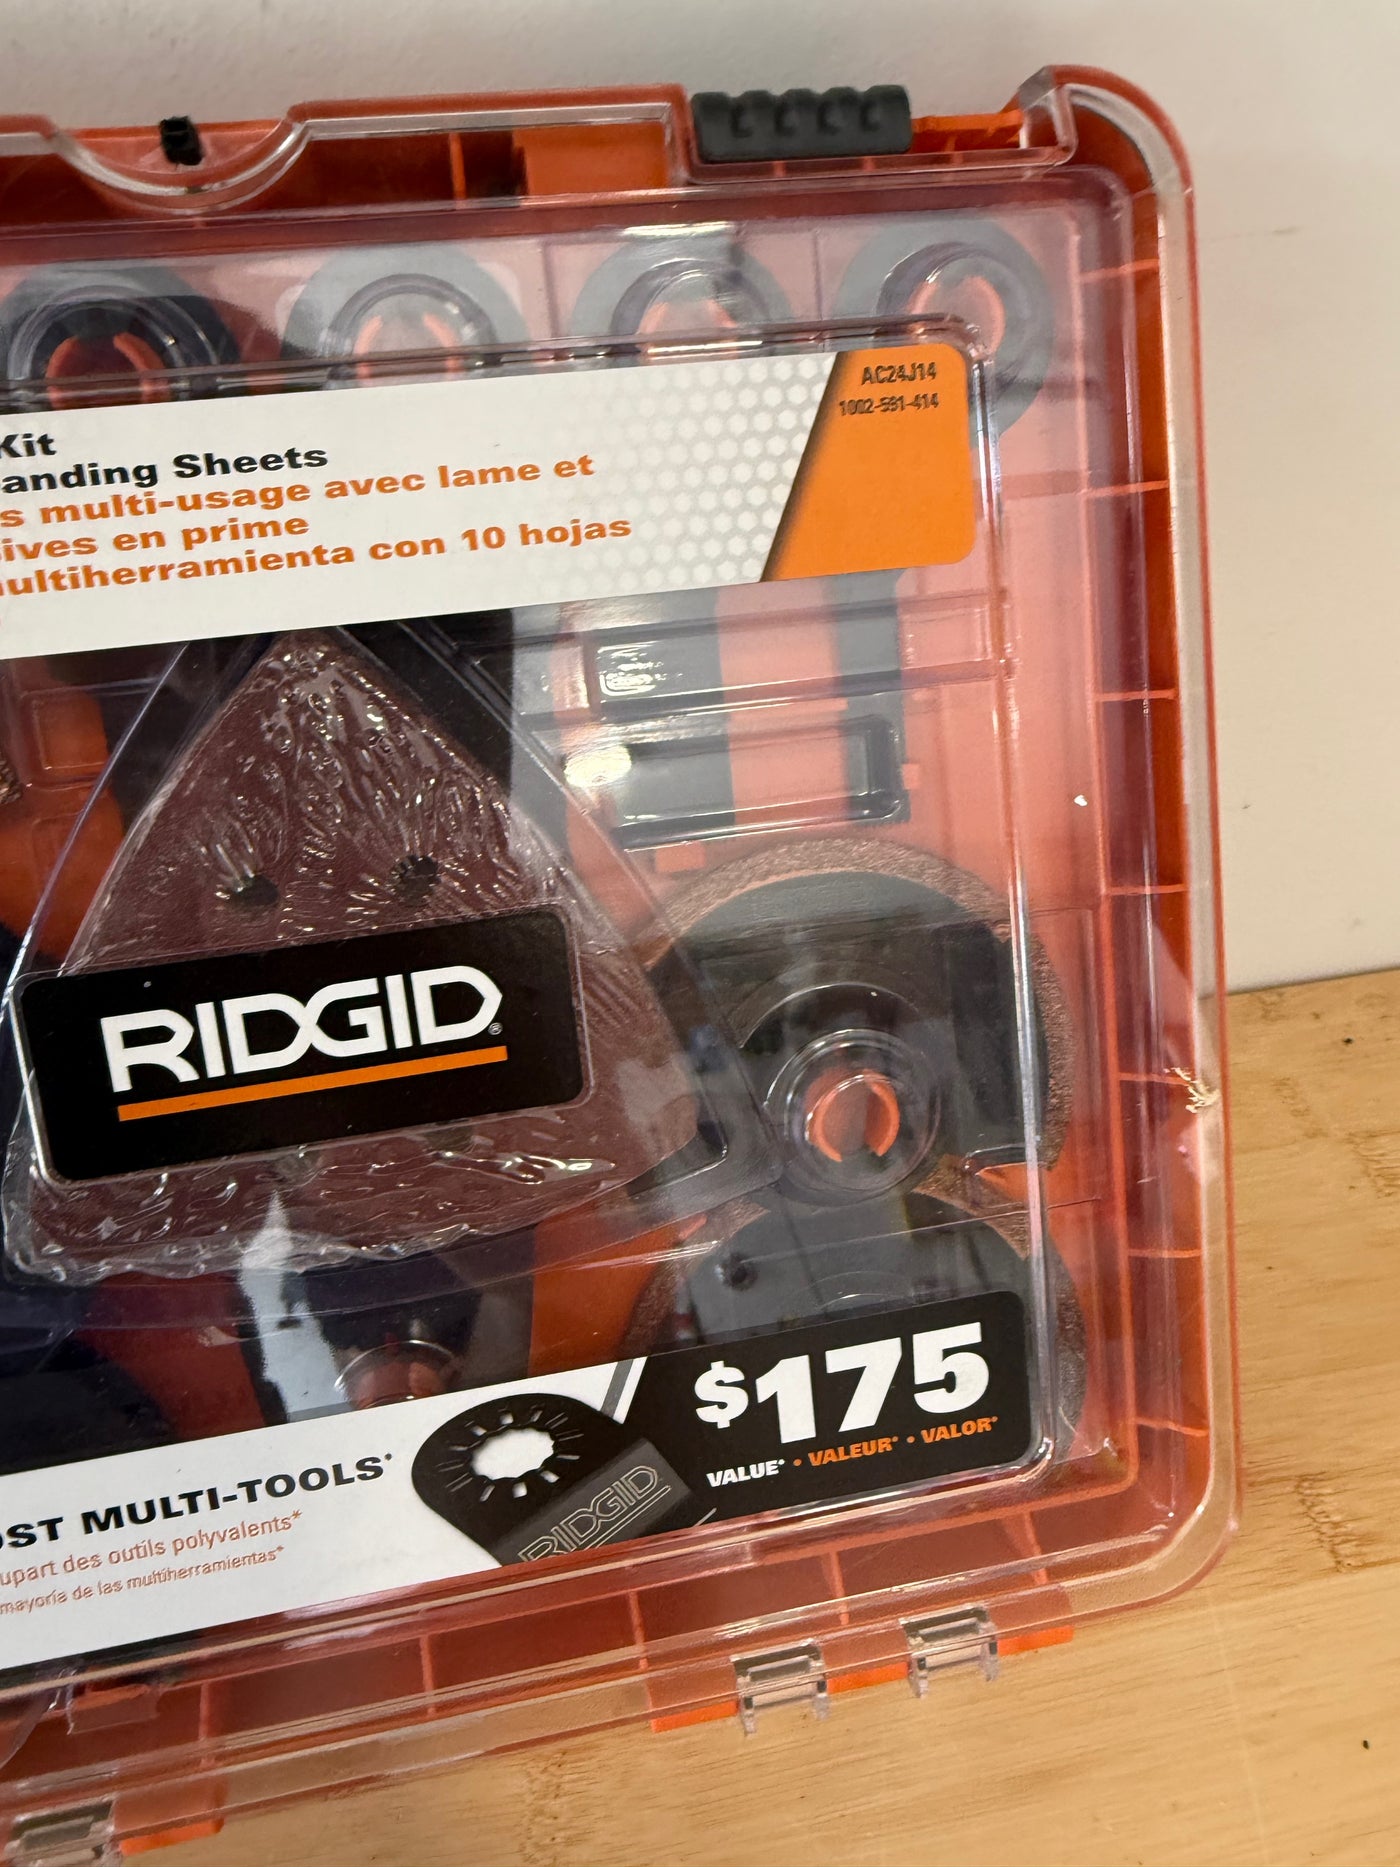 AC24J14
1002-591-414
Kit
anding Sheets
s multi-usage avec lame et
ives en prime
ultiherramienta con 10 hojas
RIDGID®
$175
VALUE* • VALEUR* • VALOR*
OST MULTI-TOOLS*
upart des outils polyvalents*
mayoría de las multiherramientas*
RIDGID